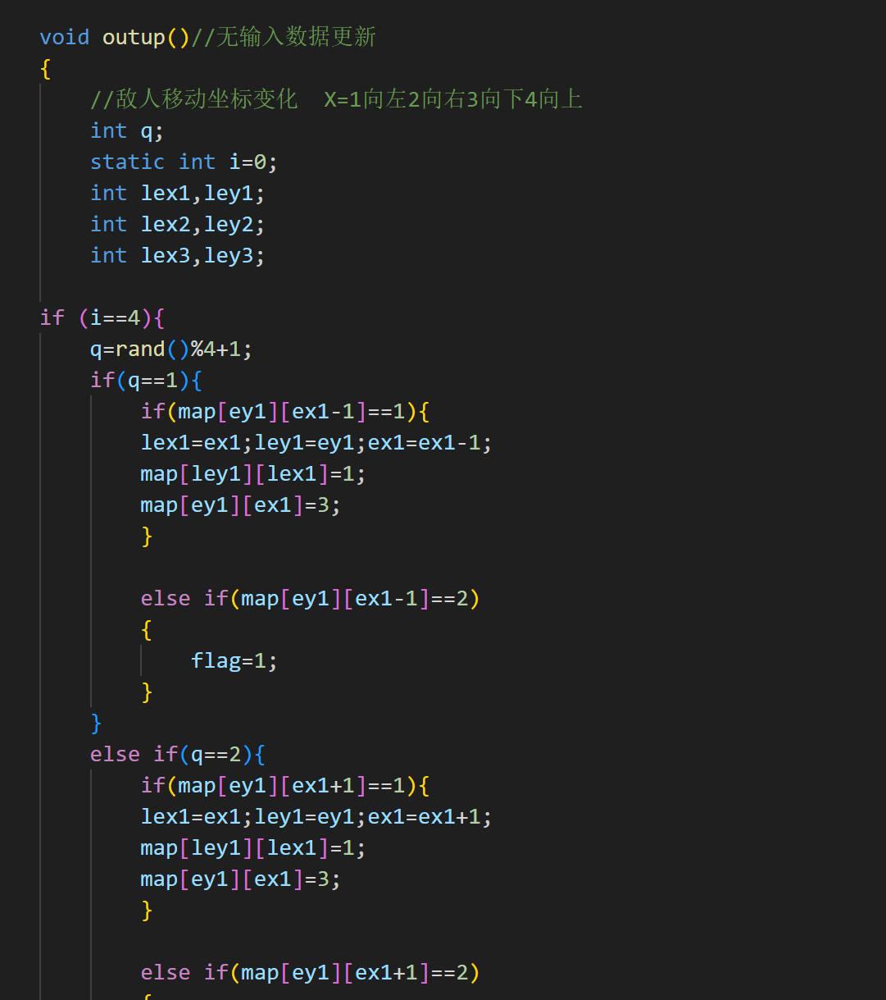 void outup()//无输入数据更新
{
//敌人移动坐标变化  X=1向左2向右3向下4向上
int q;
static int i=0;
int lex1,ley1;
int lex2,ley2;
int lex3,ley3;
if (i==4){
q=rand()%4+1;
if(q==1){
if(map[ey1][ex1-1]==1){
lex1=ex1;ley1=ey1;ex1=ex1-1;
map[ley1][lex1]=1;
map[ey1][ex1]=3;
}
else if(map[ey1][ex1-1]==2)
{
flag=1;
}
}
else if(q==2){
if(map[ey1][ex1+1]==1){
lex1=ex1;ley1=ey1;ex1=ex1+1;
map[ley1][lex1]=1;
map[ey1][ex1]=3;
}
else if(map[ey1][ex1+1]==2)
{